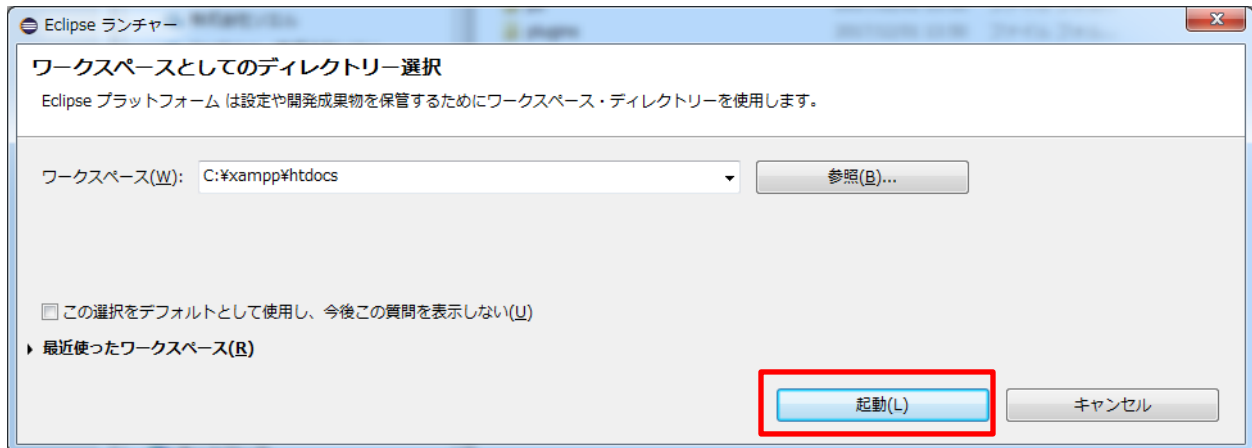 Eclipse ランチャー
ワークスペースとしてのディレクトリー選択
Eclipse プラットフォーム は設定や開発成果物を保管するためにワークスペース・ディレクトリーを使用します。
ワークスペース(W): C:¥xampp¥htdocs 参照(B)...
この選択をデフォルトとして使用し、今後この質問を表示しない(U)
最近使ったワークスペース(R)
起動(L) キャンセル